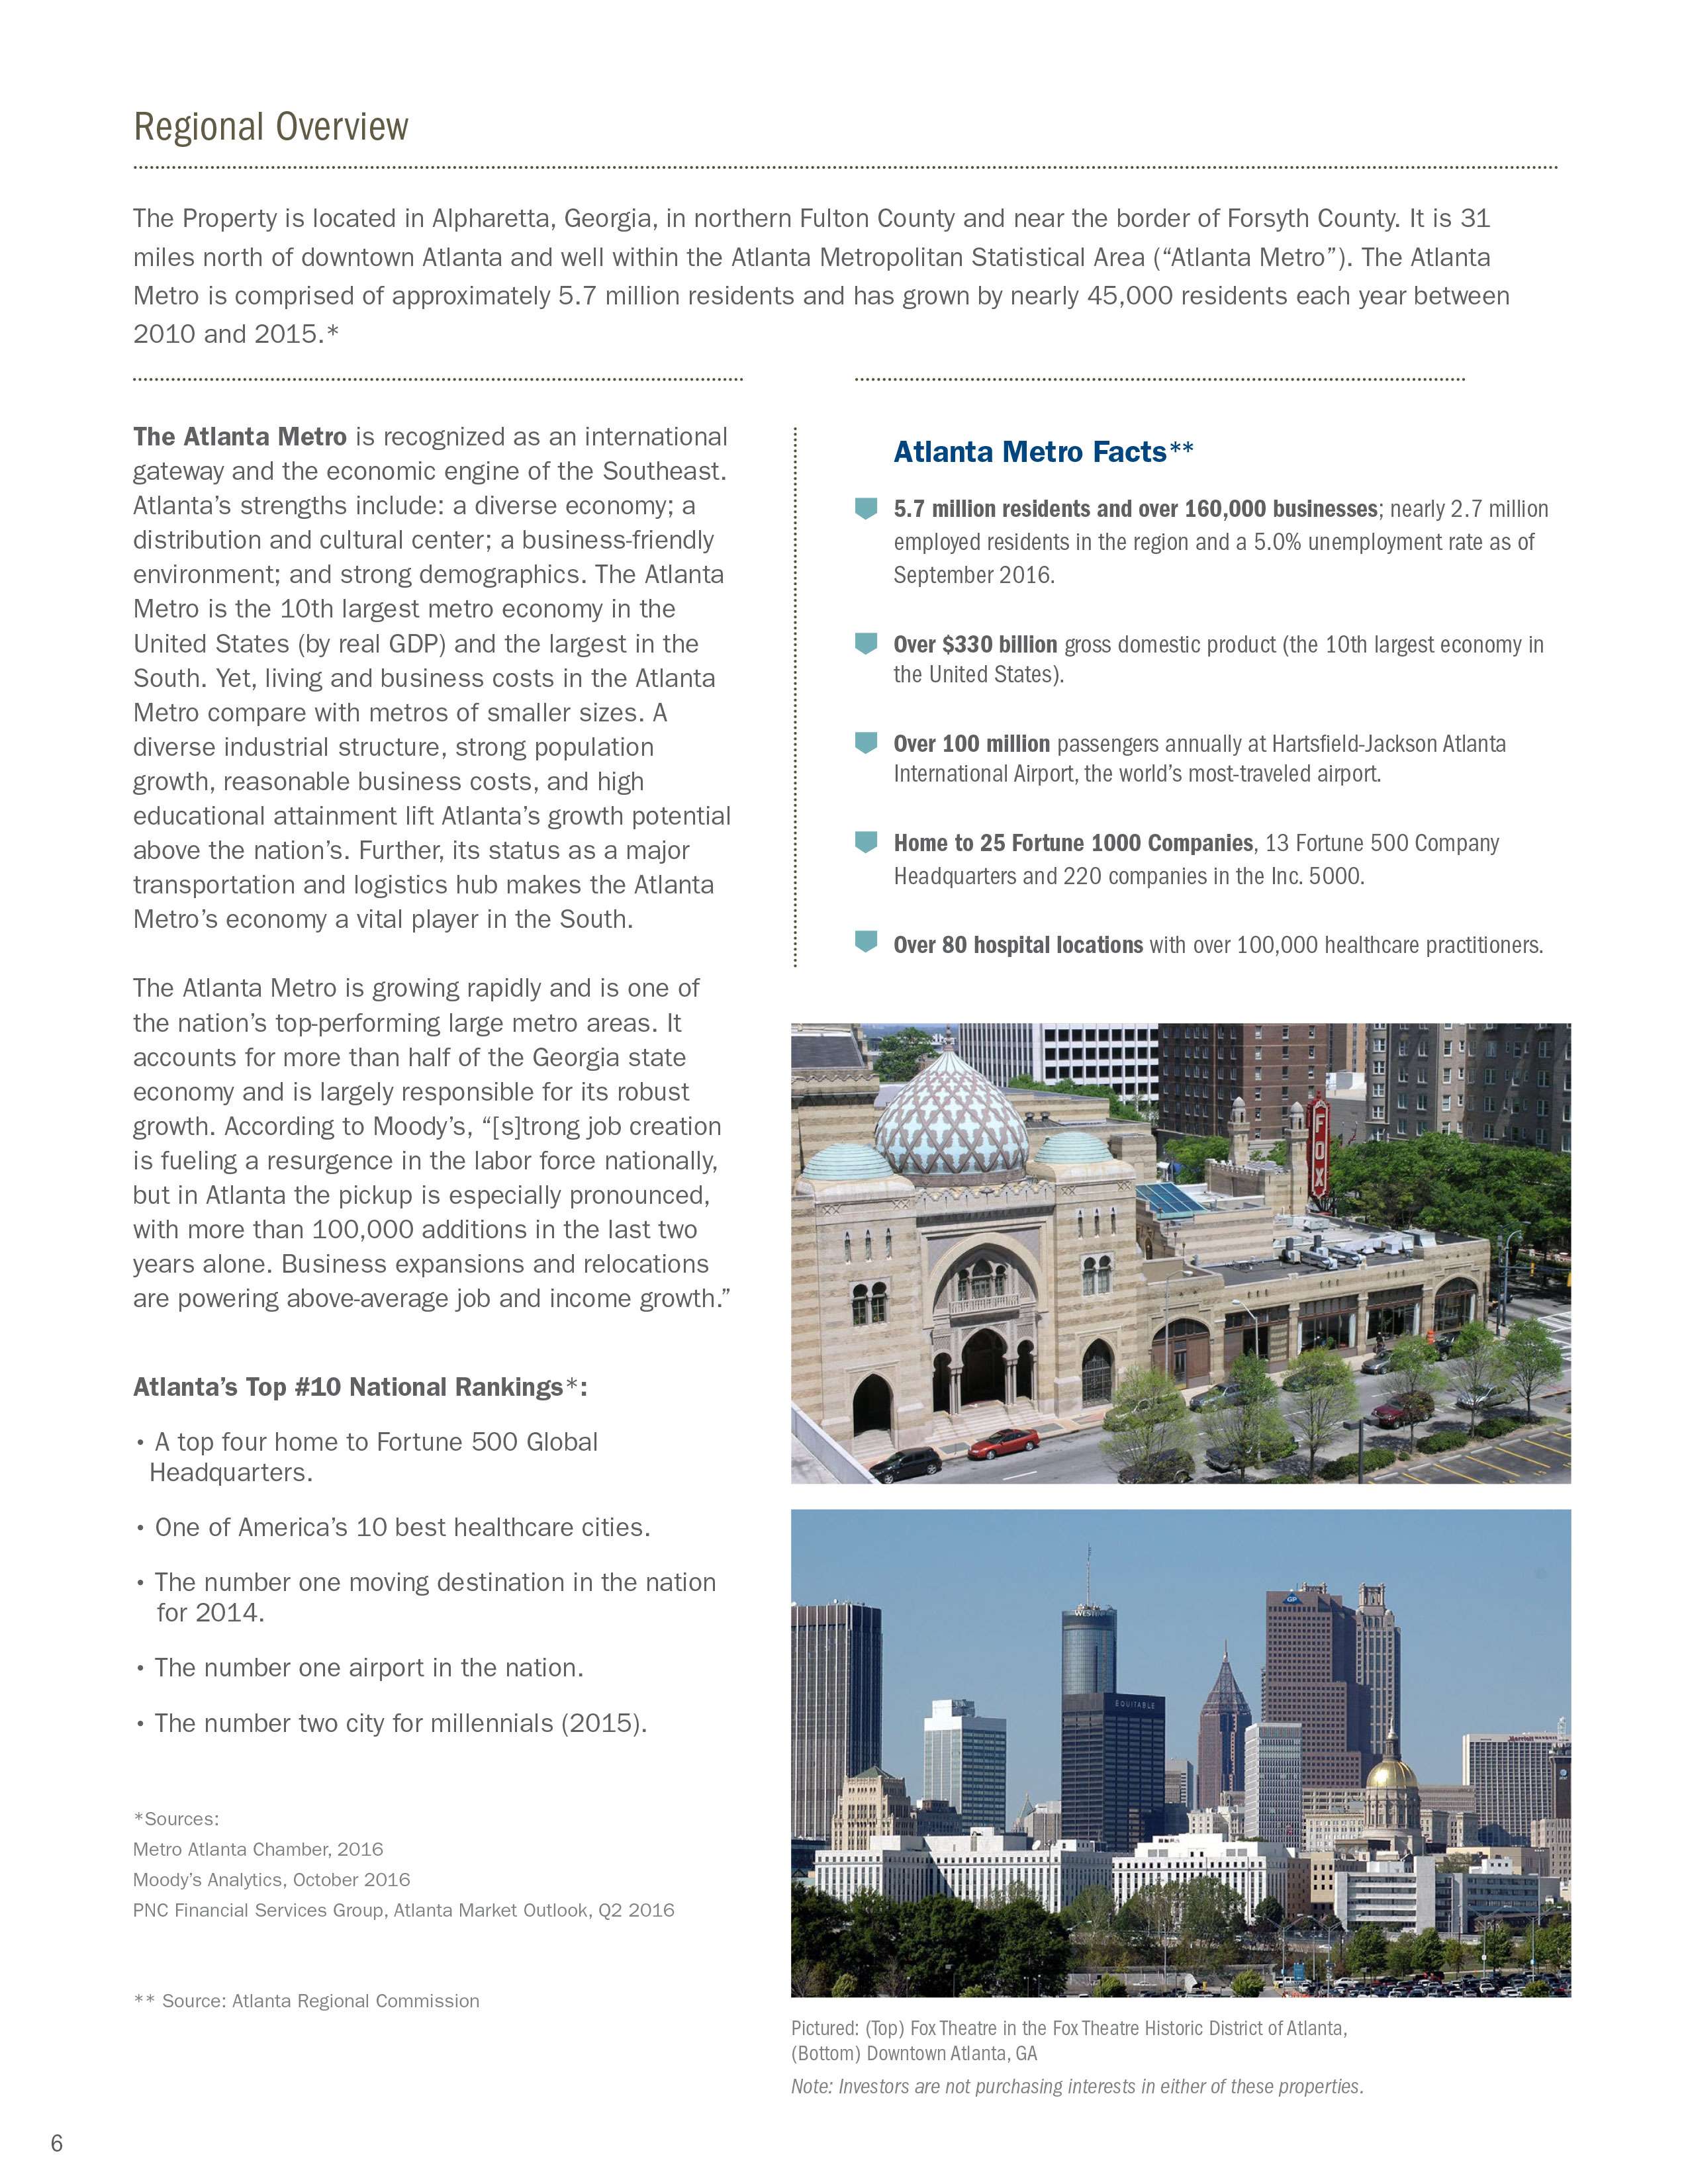 Regional Overview
The Property is located in Alpharetta, Georgia, in northern Fulton County and near the border of Forsyth County. It is 31
miles north of downtown Atlanta and well within the Atlanta Metropolitan Statistical Area (“Atlanta Metro”). The Atlanta
Metro is comprised of approximately 5.7 million residents and has grown by nearly 45,000 residents each year between
2010 and 2015.*
The Atlanta Metro is recognized as an international
gateway and the economic engine of the Southeast.
Atlanta’s strengths include: a diverse economy; a
distribution and cultural center; a business-friendly
environment; and strong demographics. The Atlanta
Metro is the 10th largest metro economy in the
United States (by real GDP) and the largest in the
South. Yet, living and business costs in the Atlanta
Metro compare with metros of smaller sizes. A
diverse industrial structure, strong population
growth, reasonable business costs, and high
educational attainment lift Atlanta’s growth potential
above the nation’s. Further, its status as a major
transportation and logistics hub makes the Atlanta
Metro’s economy a vital player in the South.
The Atlanta Metro is growing rapidly and is one of
the nation’s top-performing large metro areas. It
accounts for more than half of the Georgia state
economy and is largely responsible for its robust
growth. According to Moody’s, “[s]trong job creation
is fueling a resurgence in the labor force nationally,
but in Atlanta the pickup is especially pronounced,
with more than 100,000 additions in the last two
years alone. Business expansions and relocations
are powering above-average job and income growth.”
Atlanta’s Top #10 National Rankings*:
• A top four home to Fortune 500 Global
Headquarters.
• One of America’s 10 best healthcare cities.
• The number one moving destination in the nation
for 2014.
• The number one airport in the nation.
• The number two city for millennials (2015).
*Sources:
Metro Atlanta Chamber, 2016
Moody’s Analytics, October 2016
PNC Financial Services Group, Atlanta Market Outlook, Q2 2016
** Source: Atlanta Regional Commission
Atlanta Metro Facts**
5.7 million residents and over 160,000 businesses; nearly 2.7 million
employed residents in the region and a 5.0% unemployment rate as of
September 2016.
Over $330 billion gross domestic product (the 10th largest economy in
the United States).
Over 100 million passengers annually at Hartsfield-Jackson Atlanta
International Airport, the world’s most-traveled airport.
Home to 25 Fortune 1000 Companies, 13 Fortune 500 Company
Headquarters and 220 companies in the Inc. 5000.
Over 80 hospital locations with over 100,000 healthcare practitioners.
FOX
WESTIN
GP
EQUITABLE
Marriott
at&t
Pictured: (Top) Fox Theatre in the Fox Theatre Historic District of Atlanta,
(Bottom) Downtown Atlanta, GA
Note: Investors are not purchasing interests in either of these properties.
6